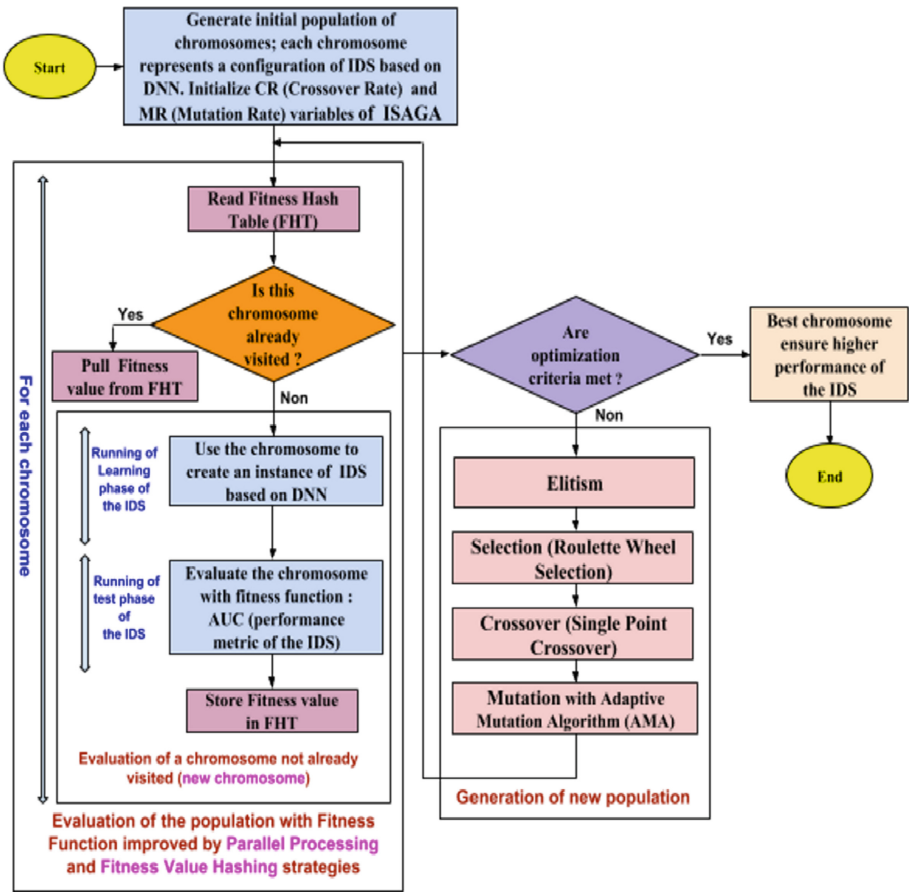 Start
Generate initial population of
chromosomes; each chromosome
represents a configuration of IDS based on
DNN. Initialize CR (Crossover Rate) and
MR (Mutation Rate) variables of ISAGA
For each chromosome
Read Fitness Hash
Table (FHT)
Is this
chromosome
already
visited ?
Yes
Pull Fitness
value from FHT
Non
Running of
Learning
phase of
the IDS
Use the chromosome to
create an instance of IDS
based on DNN
Running of
test phase
of
the IDS
Evaluate the chromosome
with fitness function :
AUC (performance
metric of the IDS)
Store Fitness value
in FHT
Evaluation of a chromosome not already
visited (new chromosome)
Evaluation of the population with Fitness
Function improved by Parallel Processing
and Fitness Value Hashing strategies
Are
optimization
criteria met ?
Yes
Best chromosome
ensure higher
performance of
the IDS
End
Non
Elitism
Selection (Roulette Wheel
Selection)
Crossover (Single Point
Crossover)
Mutation with Adaptive
Mutation Algorithm (AMA)
Generation of new population